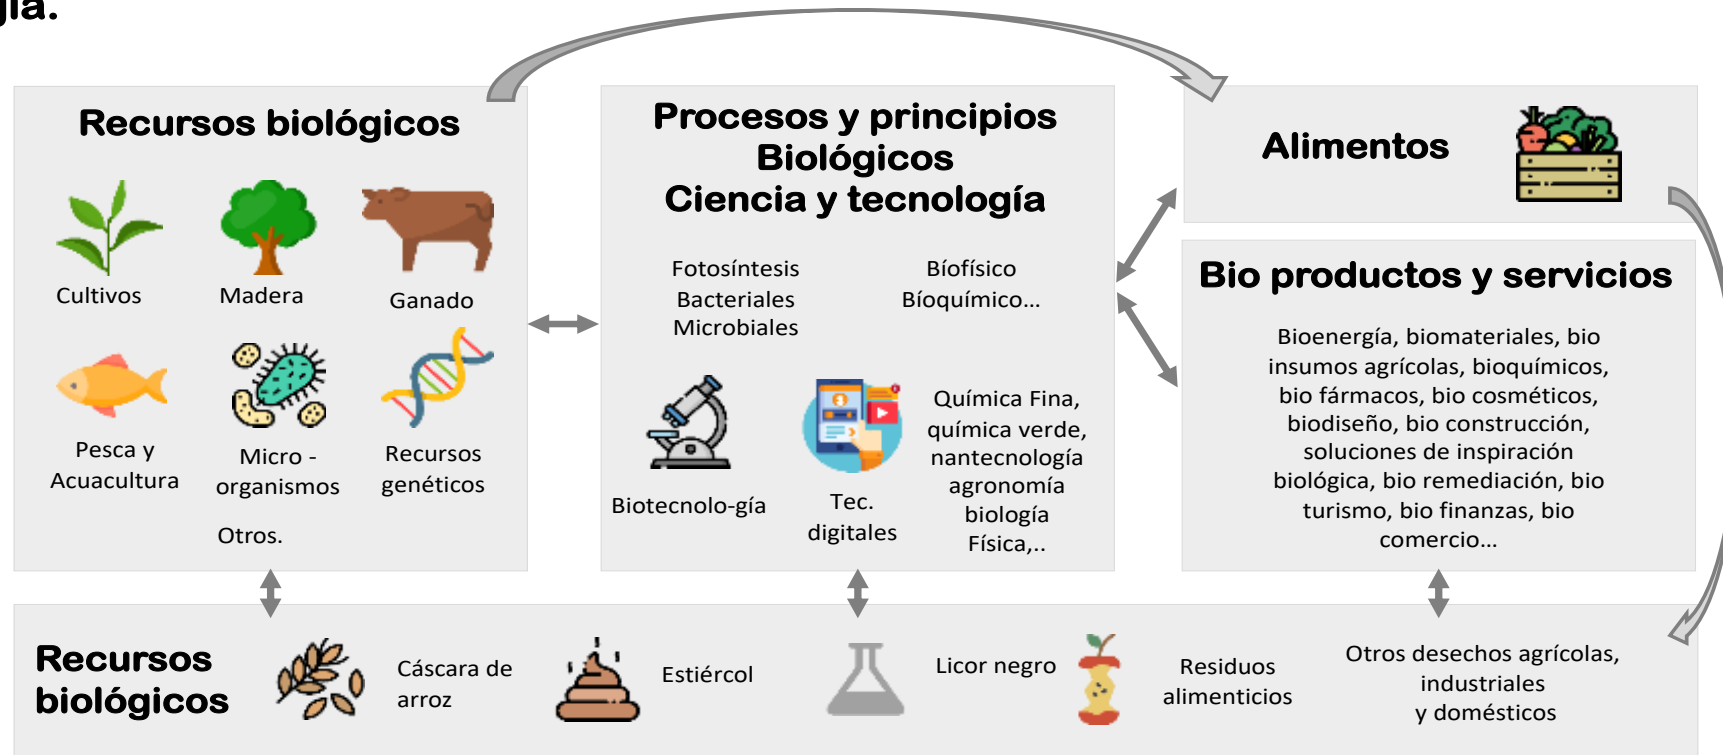 gía.
Recursos biológicos
Cultivos
Madera
Ganado
Pesca y
Acuacultura
Micro -
organismos
Recursos
genéticos
Otros.
Procesos y principios
Biológicos
Ciencia y tecnología
Fotosíntesis
Bacteriales
Microbiales
Bíofísico
Bíoquímico...
Biotecnolo-gía
Tec.
digitales
Química Fina,
química verde,
nantecnología
agronomía
biología
Física,..
Alimentos
Bio productos y servicios
Bioenergía, biomateriales, bio
insumos agrícolas, bioquímicos,
bio fármacos, bio cosméticos,
biodiseño, bio construcción,
soluciones de inspiración
biológica, bio remediación, bio
turismo, bio finanzas, bio
comercio...
Recursos
biológicos
Cáscara de
arroz
Estiércol
Licor negro
Residuos
alimenticios
Otros desechos agrícolas,
industriales
y domésticos